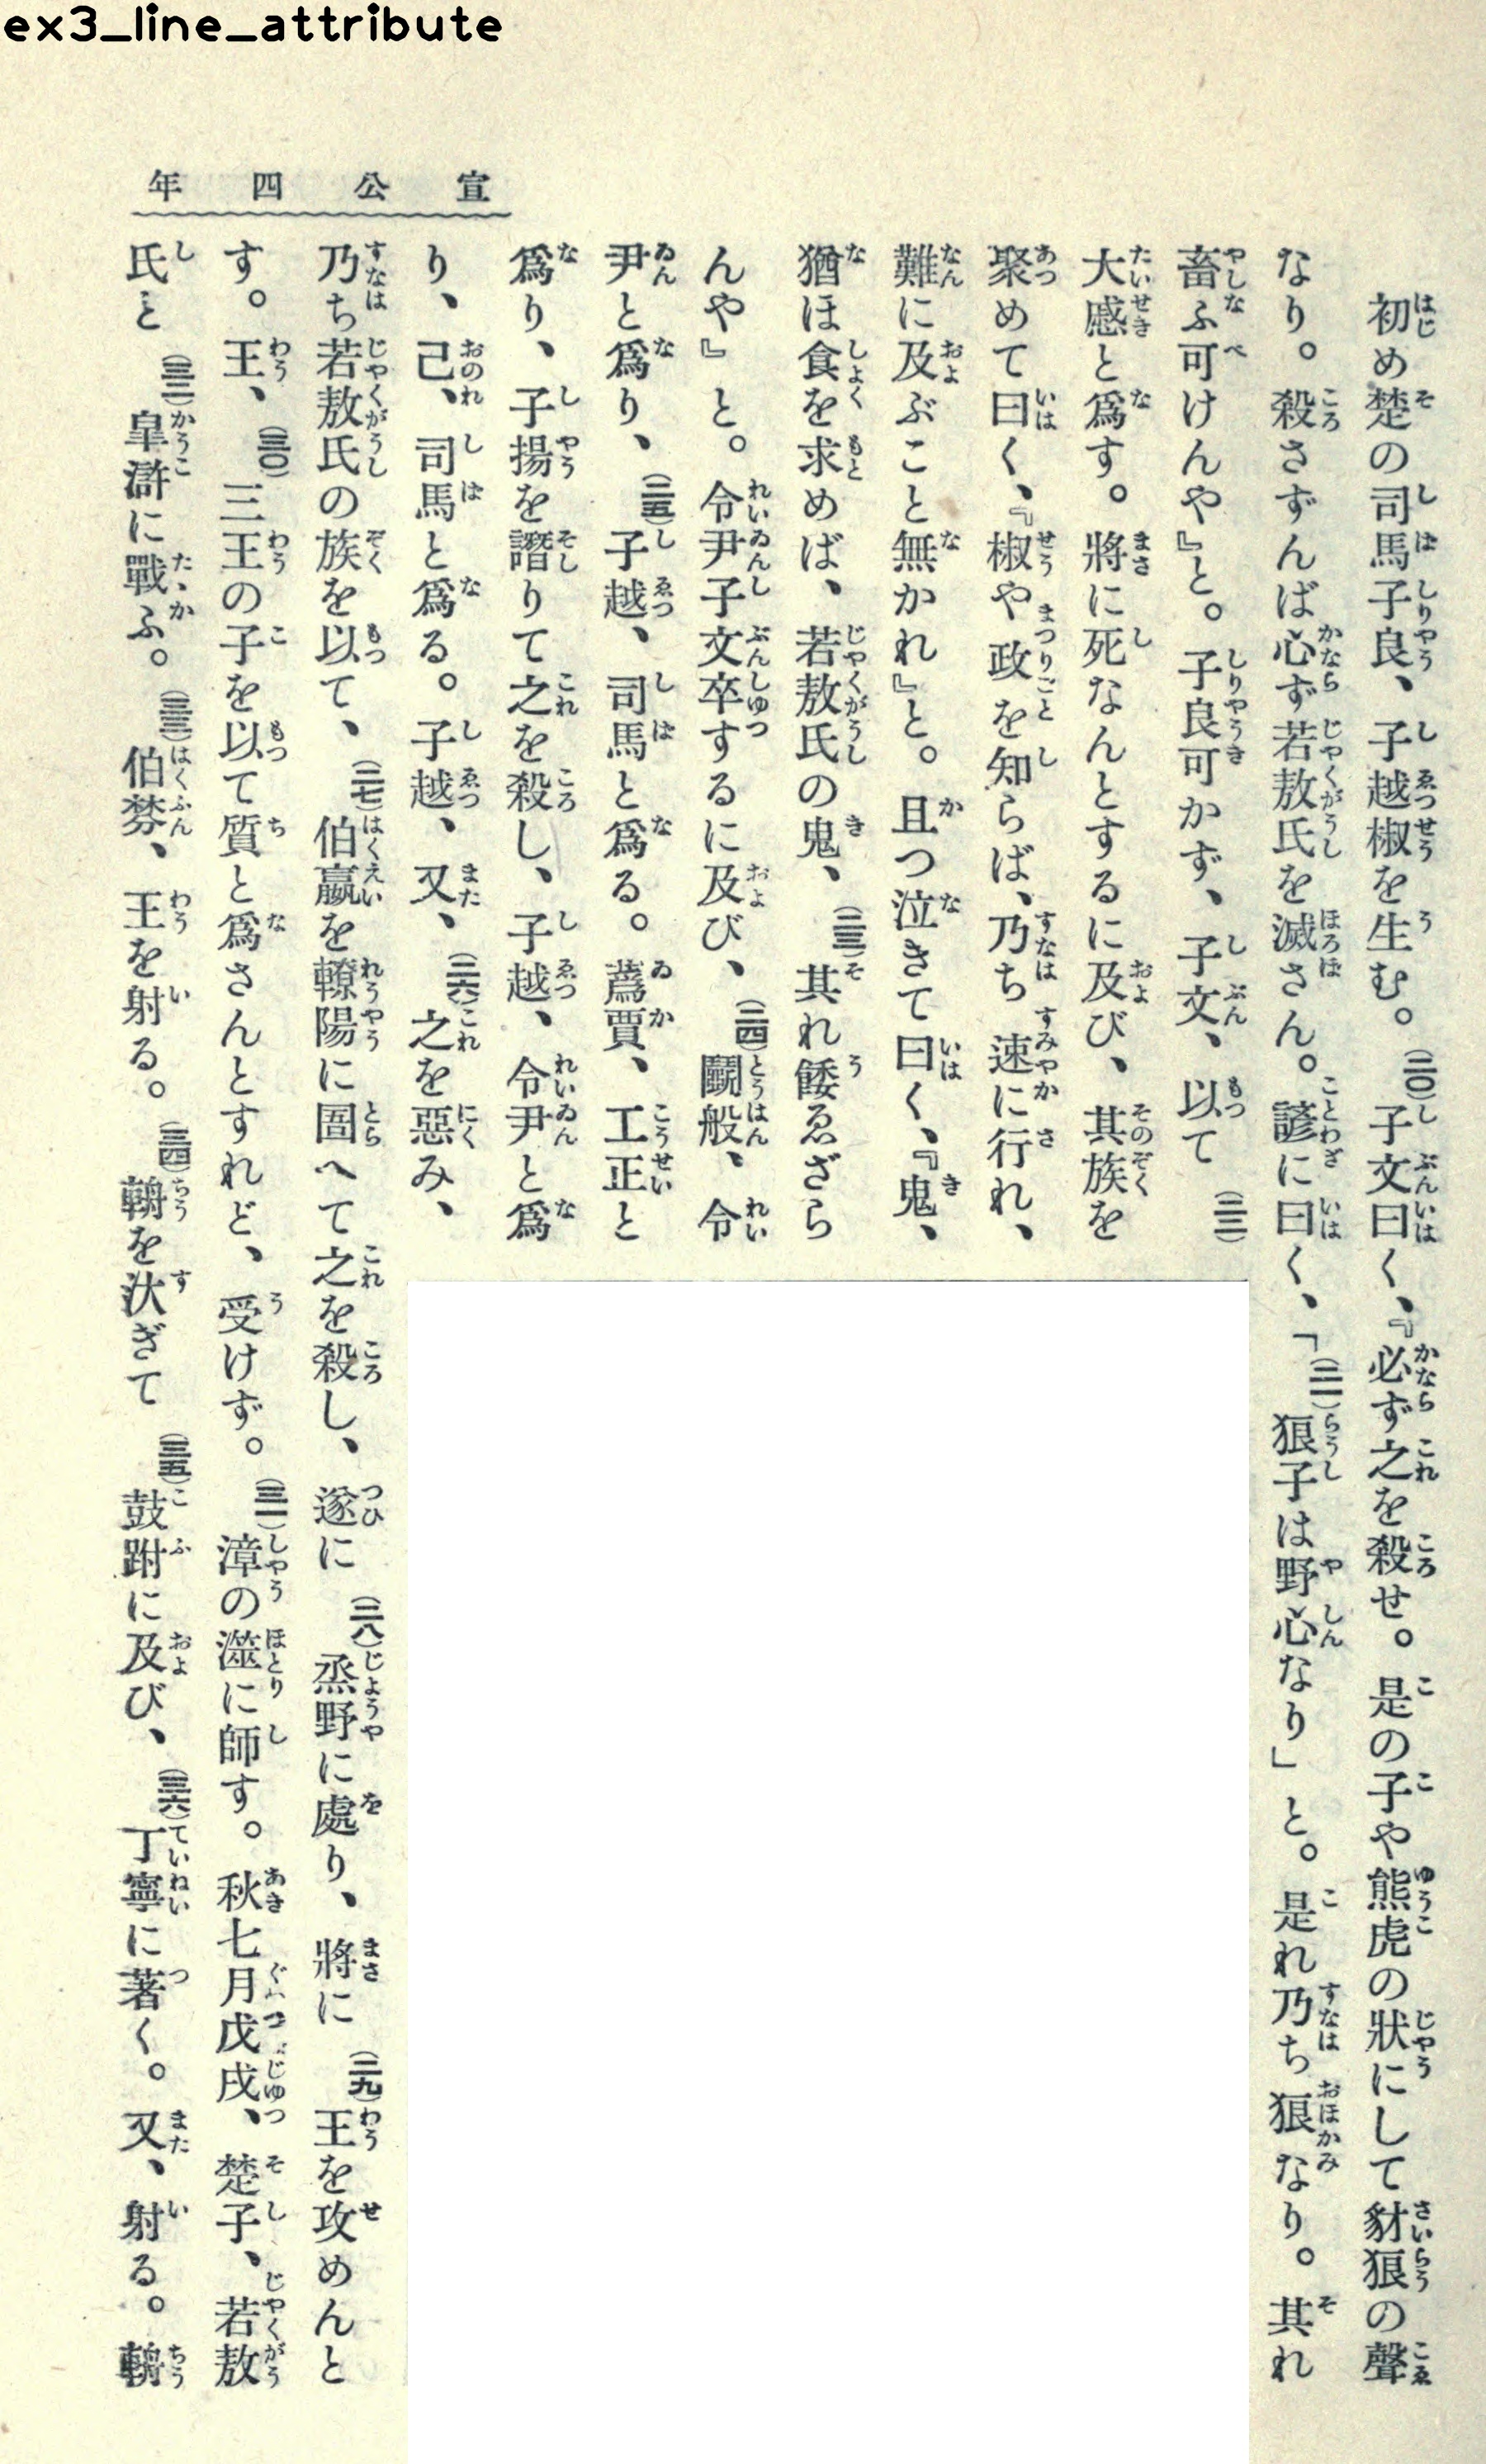 ex3_line_attribute
宣公四年
初め楚の司馬子良、子越椒を生む。(二〇)子文曰く、『必ず之を殺せ。是の子や熊虎の狀にして豺狼の聲
なり。殺さずんば必ず若敖氏を滅さん。諺に曰く、「(二一)狼子は野心なり」と。是れ乃ち狼なり。其れ
畜ふ可けんや』と。子良可かず、子文、以て(二二)
大慼と爲す。將に死なんとするに及び、其族を
聚めて曰く、『椒や政を知らば、乃ち速に行れ、
難に及ぶこと無かれ』と。且つ泣きて曰く、『鬼、
猶ほ食を求めば、若敖氏の鬼、(二三)其れ餒ゑざら
んや』と。令尹子文卒するに及び、(二四)鬭般、令
尹と爲り、(二五)子越、司馬と爲る。蔿賈、工正と
爲り、子揚を譖りて之を殺し、子越、令尹と爲
り、己、司馬と爲る。子越、又、(二六)之を惡み、
乃ち若敖氏の族を以て、(二七)伯嬴を轑陽に圄へて之を殺し、遂に(二八)烝野に處り、將に(二九)王を攻めんと
す。王、(三〇)三王の子を以て質と爲さんとすれど、受けず。(三一)漳の澨に師す。秋七月戊戌、楚子、若敖
氏と(三二)皐滸に戰ふ。(三三)伯棼、王を射る。(三四)輈を汏ぎて(三五)鼓跗に及び、(三六)丁寧に著く。又、射る。輈